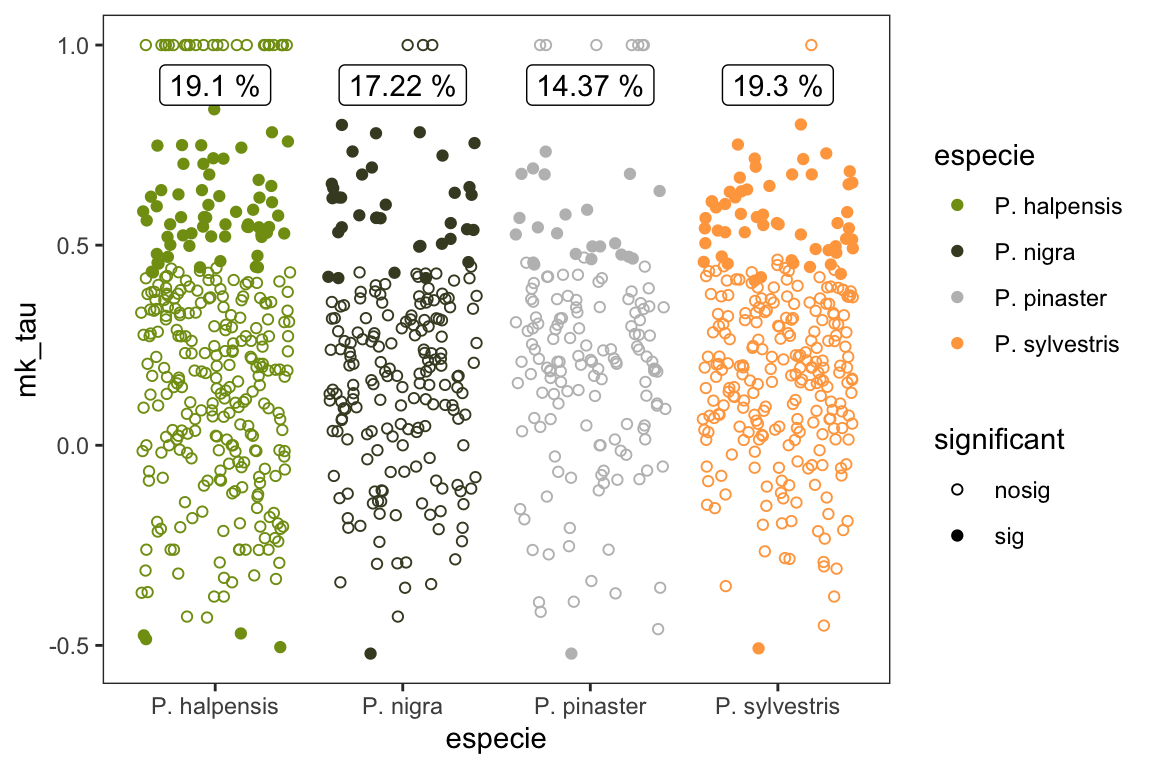 1.0
0.5
0.0
-0.5
mk_tau
19.1 %
17.22 %
14.37 %
19.3 %
P. halpensis
P. nigra
P. pinaster
P. sylvestris
especie
especie
P. halpensis
P. nigra
P. pinaster
P. sylvestris
significant
nosig
sig